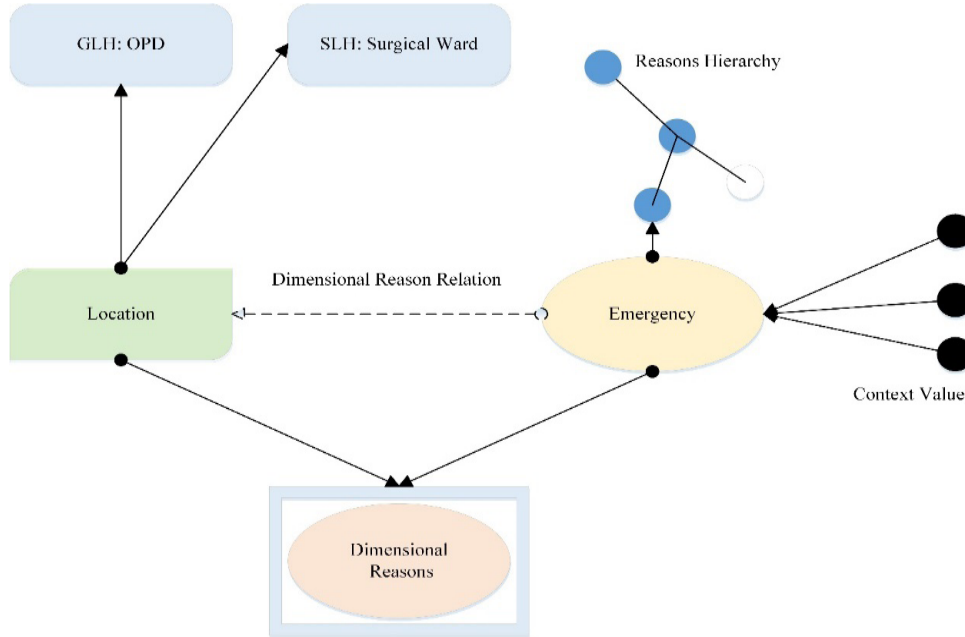 GLH: OPD
SLH: Surgical Ward
Reasons Hierarchy
Dimensional Reason Relation
Location
Emergency
Context Value
Dimensional
Reasons